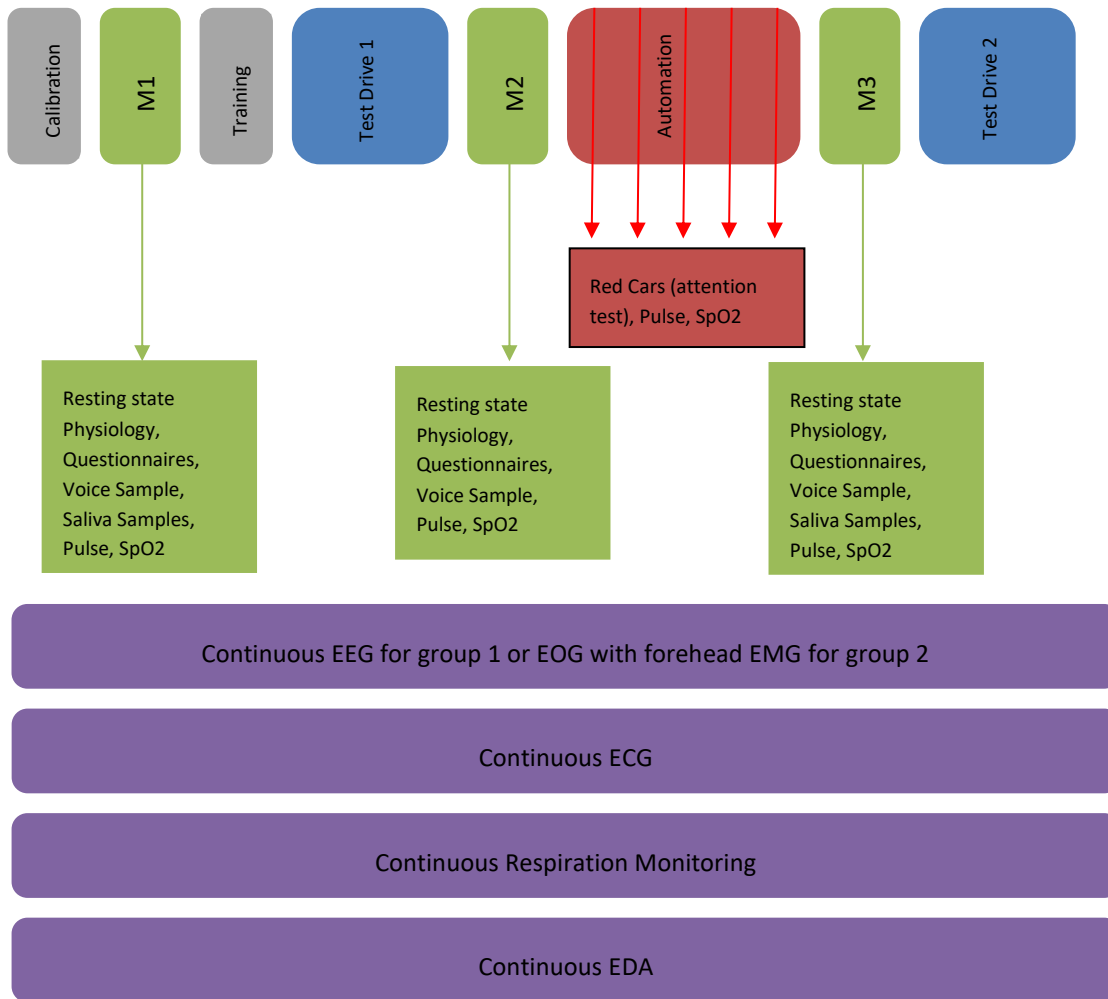 Calibration
M1
Training
Test Drive 1
M2
Automation
M3
Test Drive 2
Red Cars (attention
test), Pulse, SpO2
Resting state
Physiology,
Questionnaires,
Voice Sample,
Saliva Samples,
Pulse, SpO2
Resting state
Physiology,
Questionnaires,
Voice Sample,
Pulse, SpO2
Resting state
Physiology,
Questionnaires,
Voice Sample,
Saliva Samples,
Pulse, SpO2
Continuous EEG for group 1 or EOG with forehead EMG for group 2
Continuous ECG
Continuous Respiration Monitoring
Continuous EDA